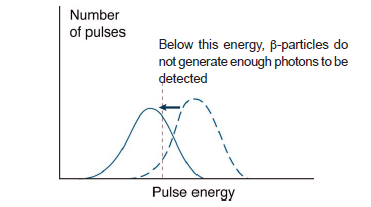 Number
of pulses
Below this energy, β-particles do
not generate enough photons to be
detected
Pulse energy